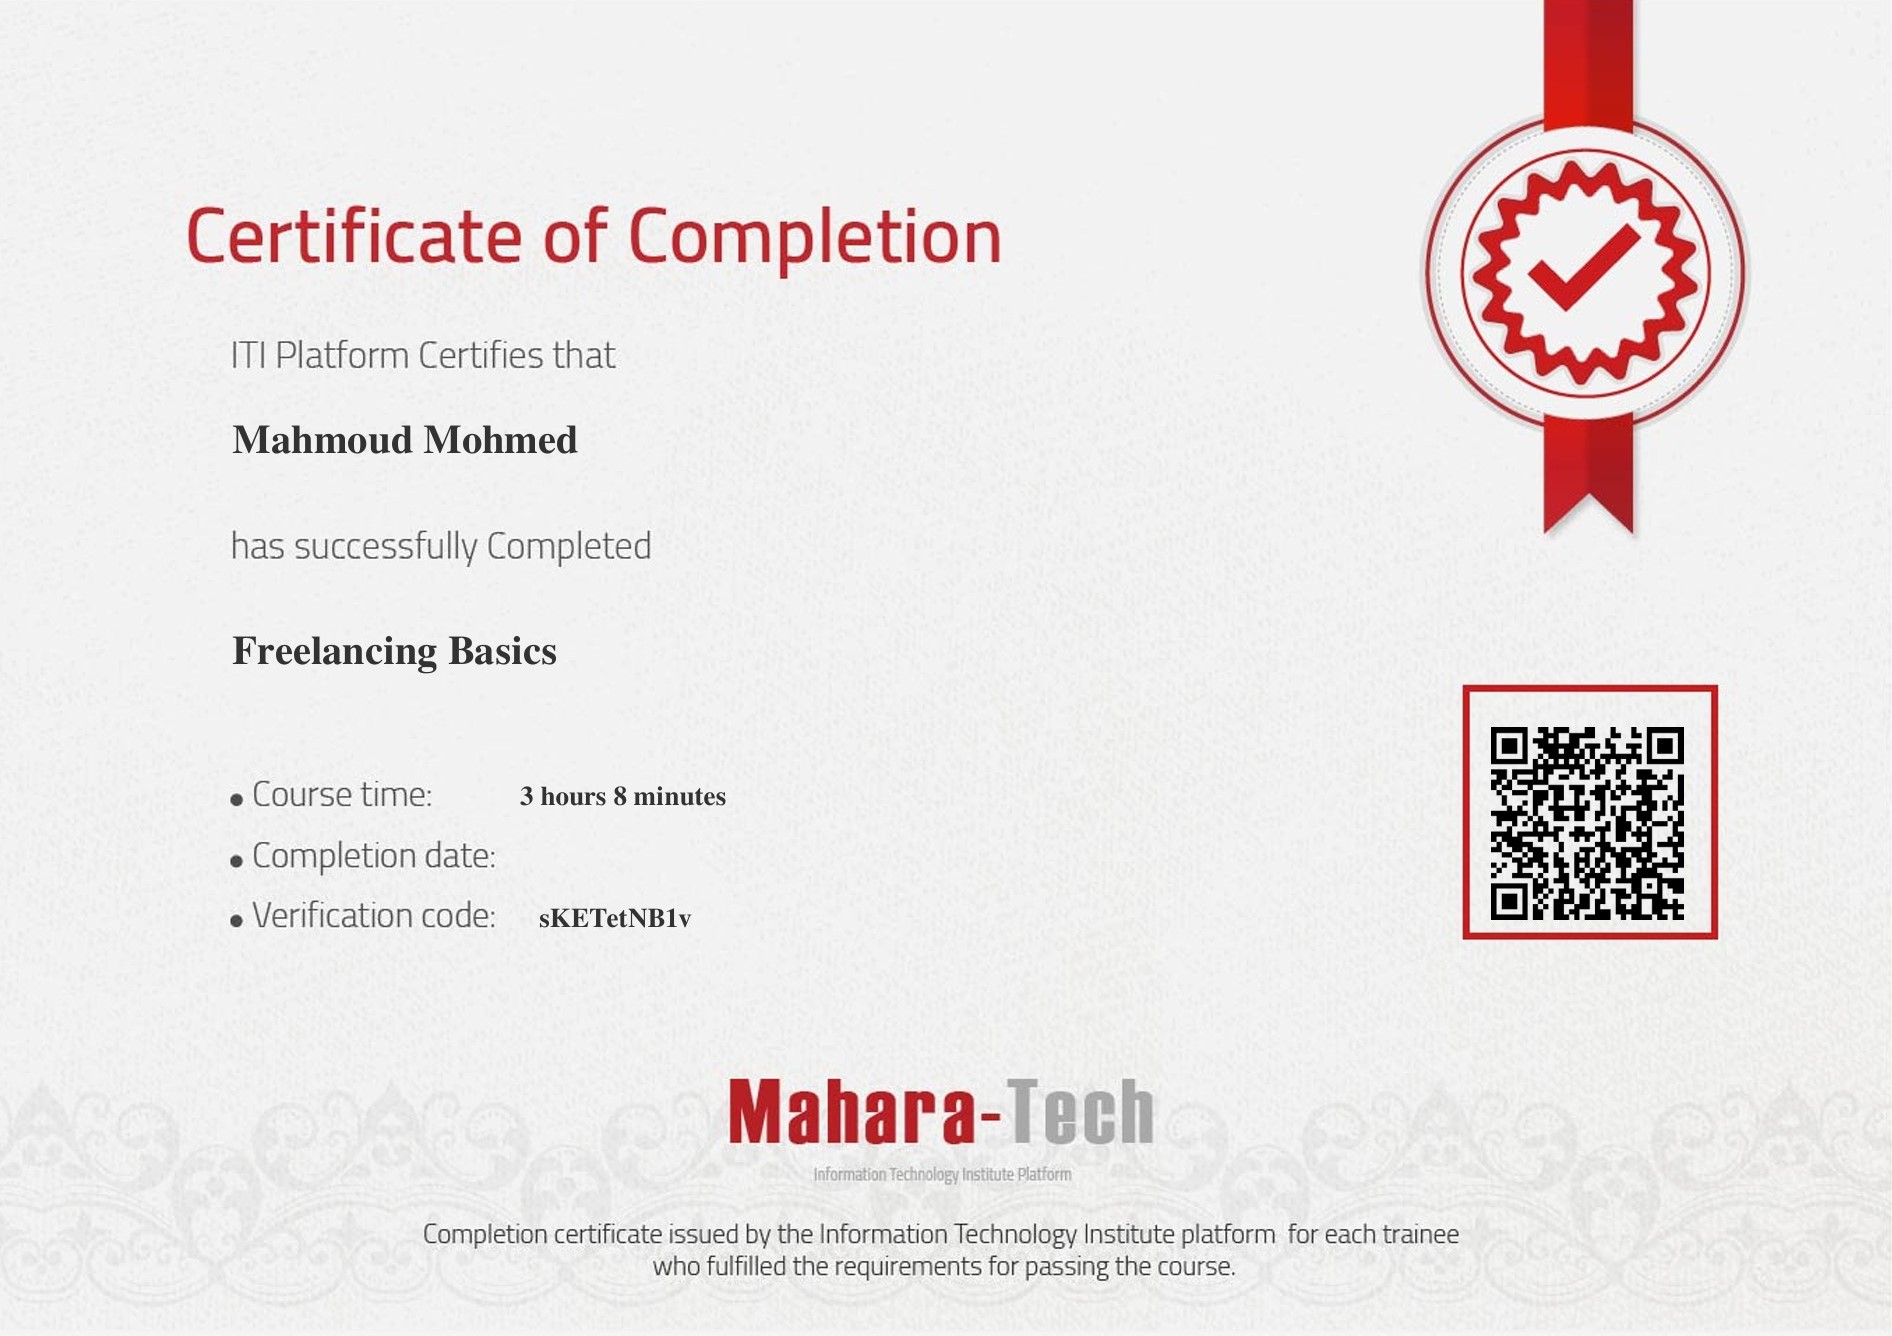 Certificate of Completion
ITI Platform Certifies that
Mahmoud Mohmed
has successfully Completed
Freelancing Basics
• Course time: 3 hours 8 minutes
• Completion date:
• Verification code: sKETetNB1v
Mahara-Tech
Information Technology Institute Platform
Completion certificate issued by the Information Technology Institute platform for each trainee
who fulfilled the requirements for passing the course.